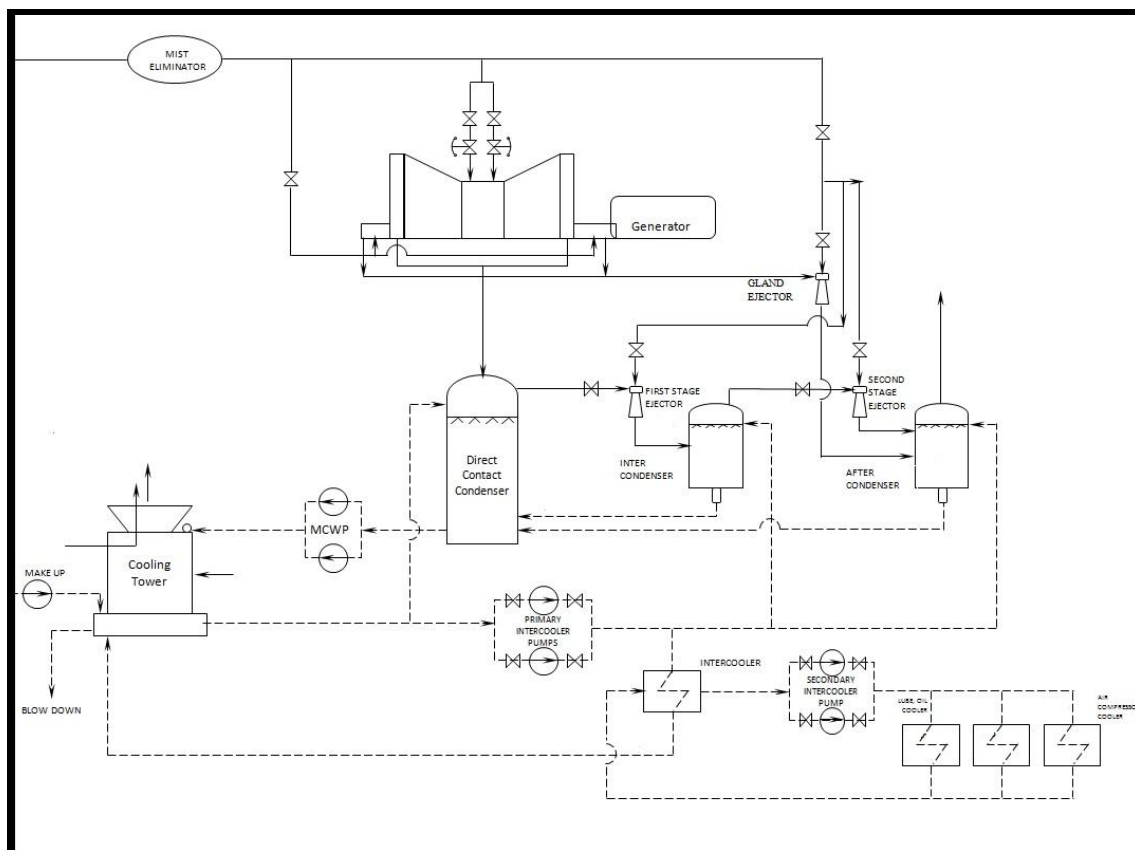 MIST
ELIMINATOR
Generator
GLAND
EJECTOR
FIRST STAGE
EJECTOR
SECOND
STAGE
EJECTOR
Direct
Contact
Condenser
INTER
CONDENSER
AFTER
CONDENSER
MCWP
Cooling
Tower
MAKE UP
BLOW DOWN
PRIMARY
INTERCOOLER
PUMPS
INTERCOOLER
SECONDARY
INTERCOOLER
PUMP
LUBE, OIL
COOLER
AIR
COMPRESSO
COOLER